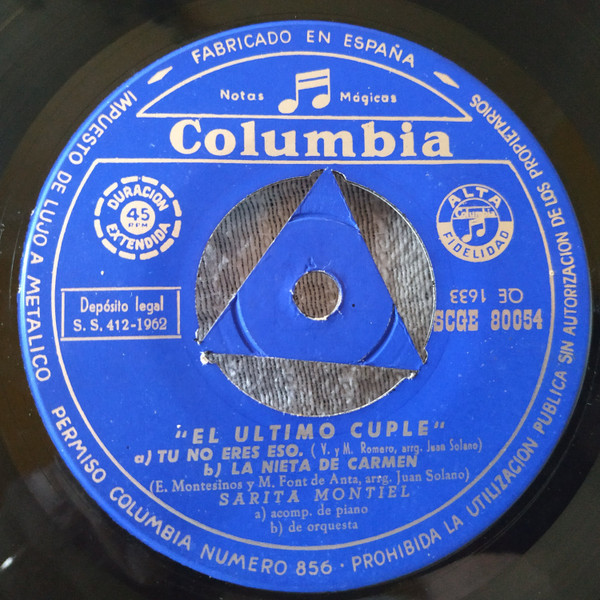 FABRICADO EN ESPAÑA
Notas Mágicas
Columbia
IMPUESTO DE LUJO A METALICO
DURACION
45
RPM
EXTENDIDA
ALTA
Columbia
FIDELIDAD
QE 1633
Depósito legal
S. S. 412-1962
SCGE 80054
"EL ULTIMO CUPLE"
a) TU NO ERES ESO. (V. y M. Romero, arrg. Juan Solano)
b) LA NIETA DE CARMEN
(E. Montesinos y M. Font de Anta, arrg. Juan Solano)
SARITA MONTIEL
a) acomp. de piano
b) de orquesta
PERMISO COLUMBIA NUMERO 856 · PROHIBIDA LA UTILIZACION PUBLICA SIN AUTORIZACION DE LOS PROPIETARIOS